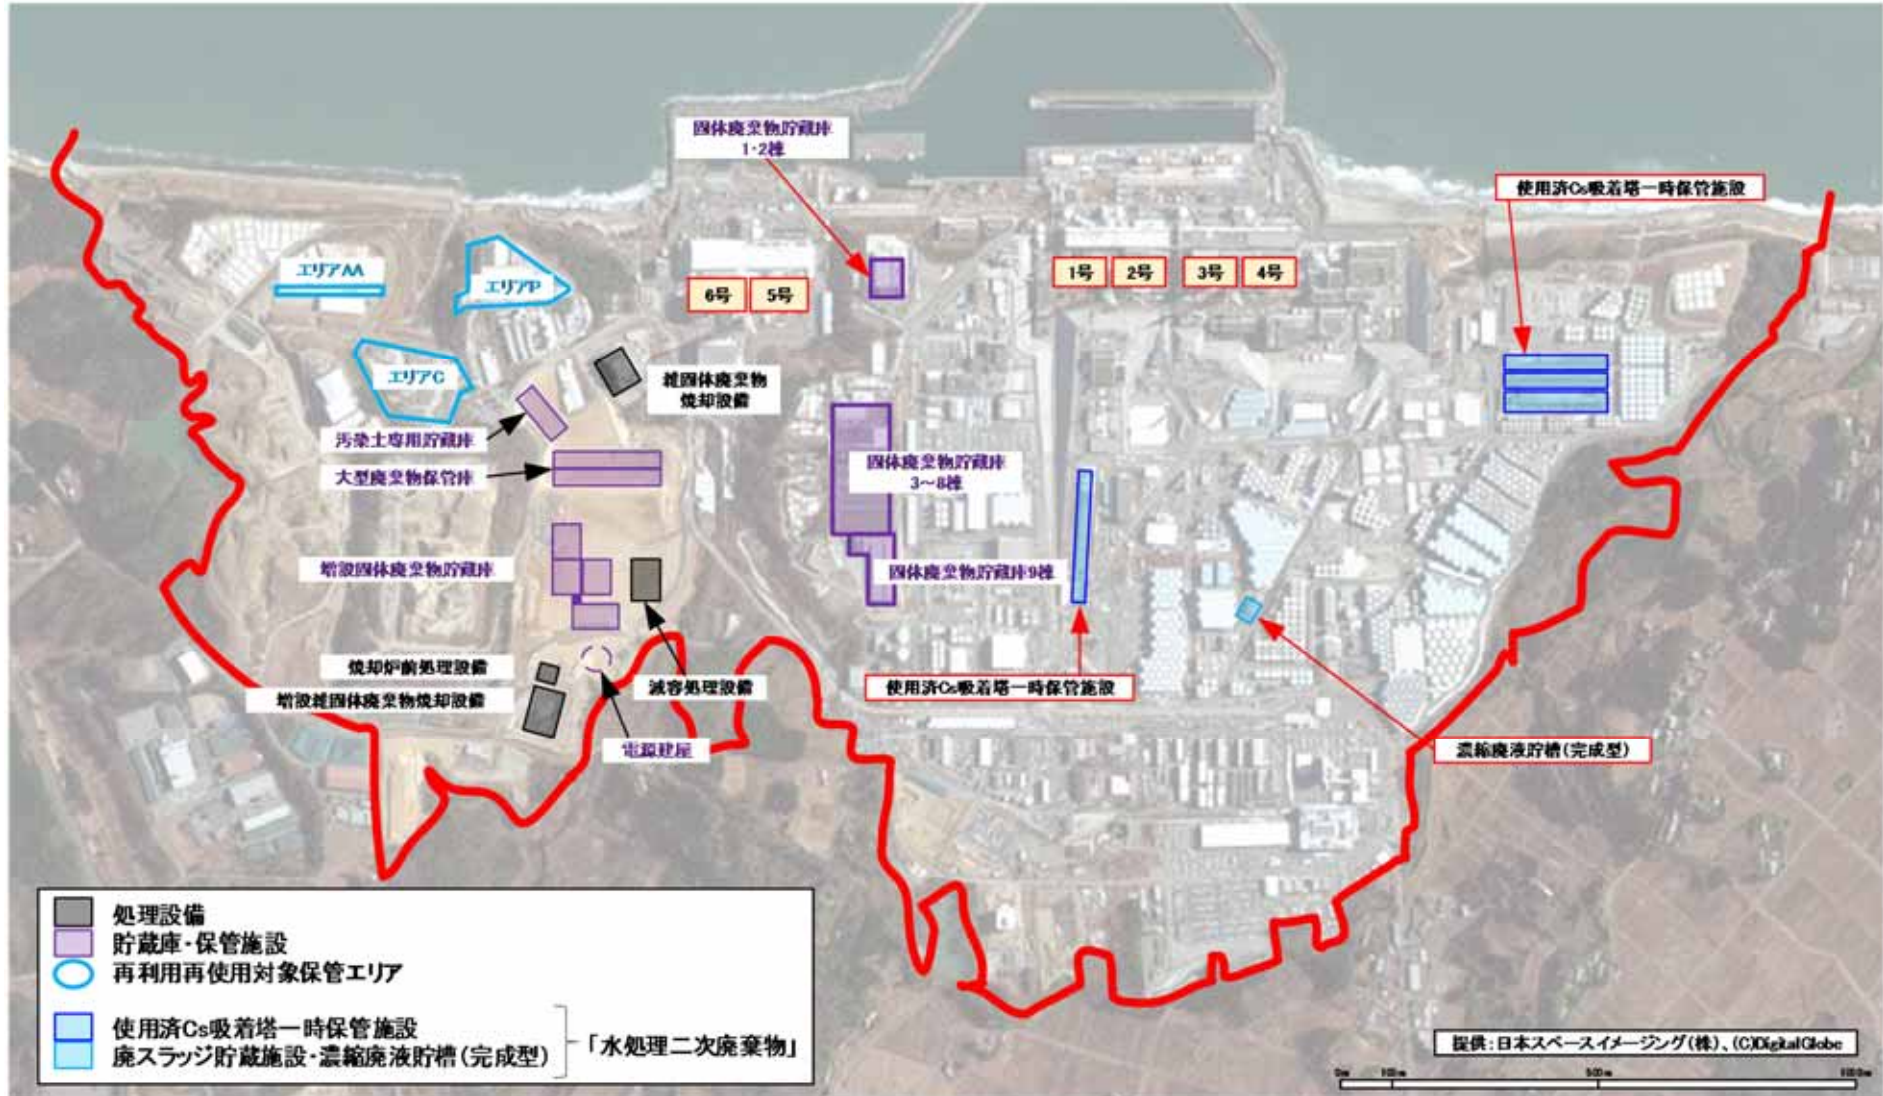 固体廃棄物貯蔵庫
1・2棟
使用済Cs吸着塔一時保管施設
エリアAA
エリアP
エリアC
6号
5号
1号
2号
3号
4号
雑固体廃棄物
焼却設備
汚染土専用貯蔵庫
大型廃棄物保管庫
固体廃棄物貯蔵庫
3〜8棟
増設固体廃棄物貯蔵庫
固体廃棄物貯蔵庫9棟
焼却炉前処理設備
増設雑固体廃棄物焼却設備
減容処理設備
使用済Cs吸着塔一時保管施設
電源建屋
濃縮廃液貯槽(完成型)
処理設備
貯蔵庫・保管施設
再利用再使用対象保管エリア
使用済Cs吸着塔一時保管施設
廃スラッジ貯蔵施設・濃縮廃液貯槽(完成型)
「水処理二次廃棄物」
提供:日本スペースイメージング(株)、(C)DigitalGlobe
0m 100m 500m 1000m